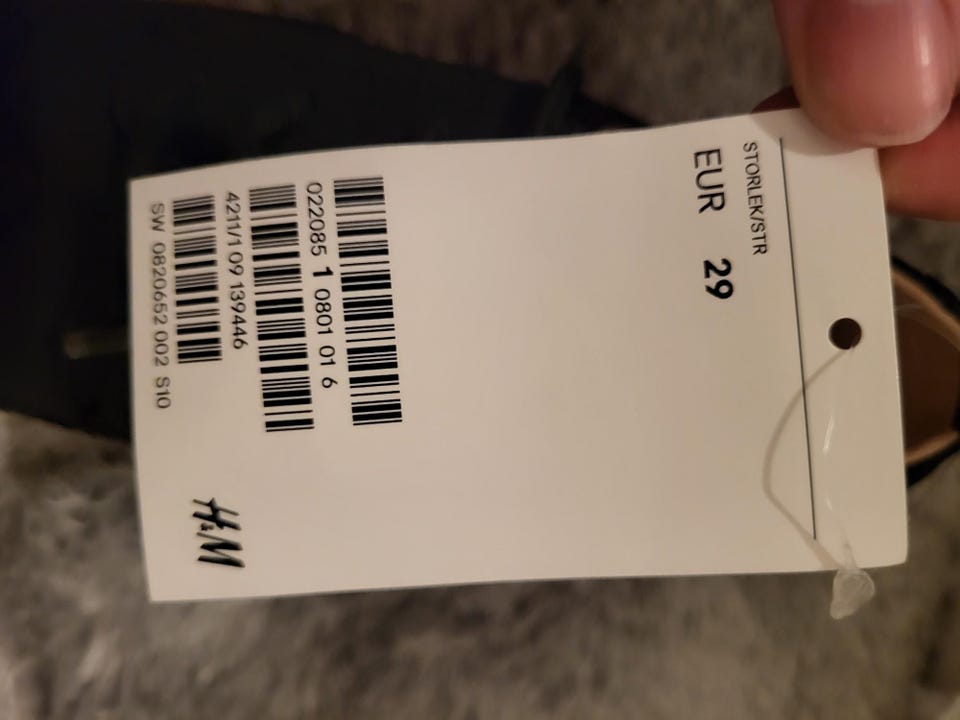 STORLEK/STR
EUR 29
022085 1 0801 01 6
4211/1 09 139446
SW 0820652 002 S10
H&M